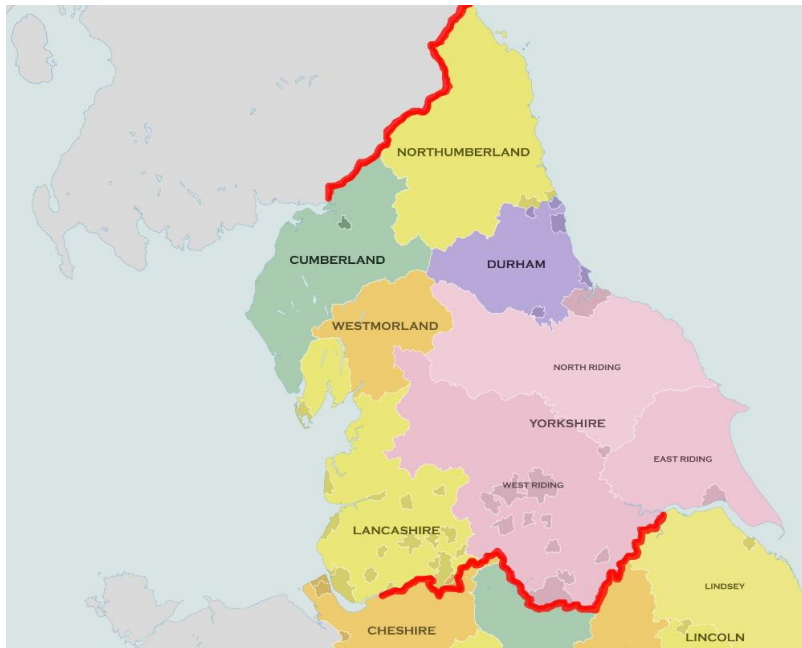 NORTHUMBERLAND
CUMBERLAND
DURHAM
WESTMORLAND
NORTH RIDING
YORKSHIRE
EAST RIDING
WEST RIDING
LANCASHIRE
LINDSEY
CHESHIRE
LINCOLN